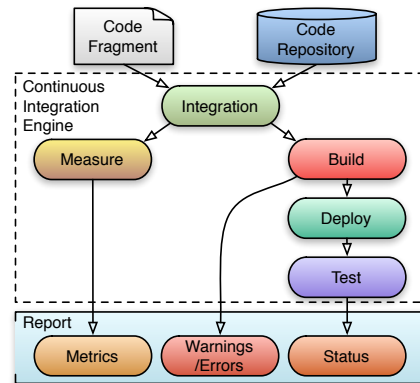 Code
Fragment
Code
Repository
Continuous
Integration
Engine
Integration
Measure
Build
Deploy
Test
Report
Metrics
Warnings
/Errors
Status